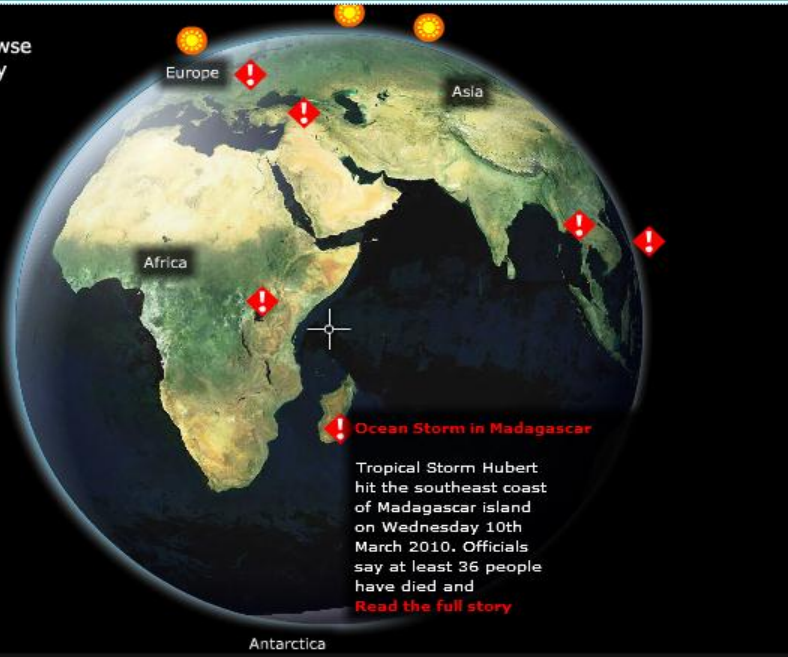 Europe
Asia
Africa
Ocean Storm in Madagascar
Tropical Storm Hubert
hit the southeast coast
of Madagascar island
on Wednesday 10th
March 2010. Officials
say at least 36 people
have died and
Read the full story
Antarctica